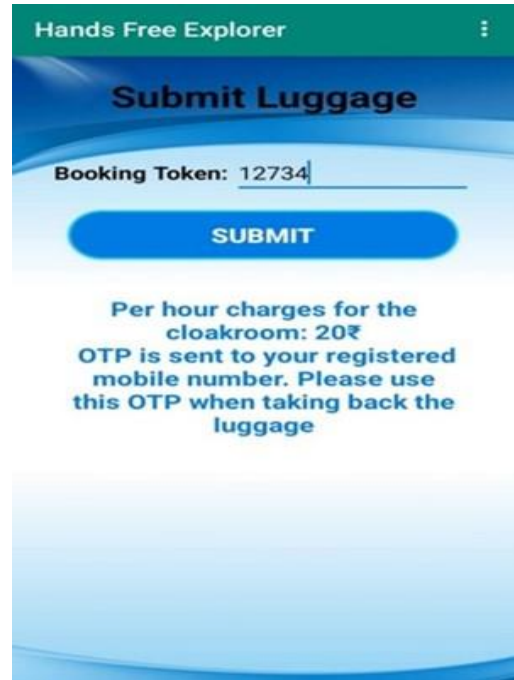 Hands Free Explorer
Submit Luggage
Booking Token: 12734
SUBMIT
Per hour charges for the
cloakroom: 20₹
OTP is sent to your registered
mobile number. Please use
this OTP when taking back the
luggage